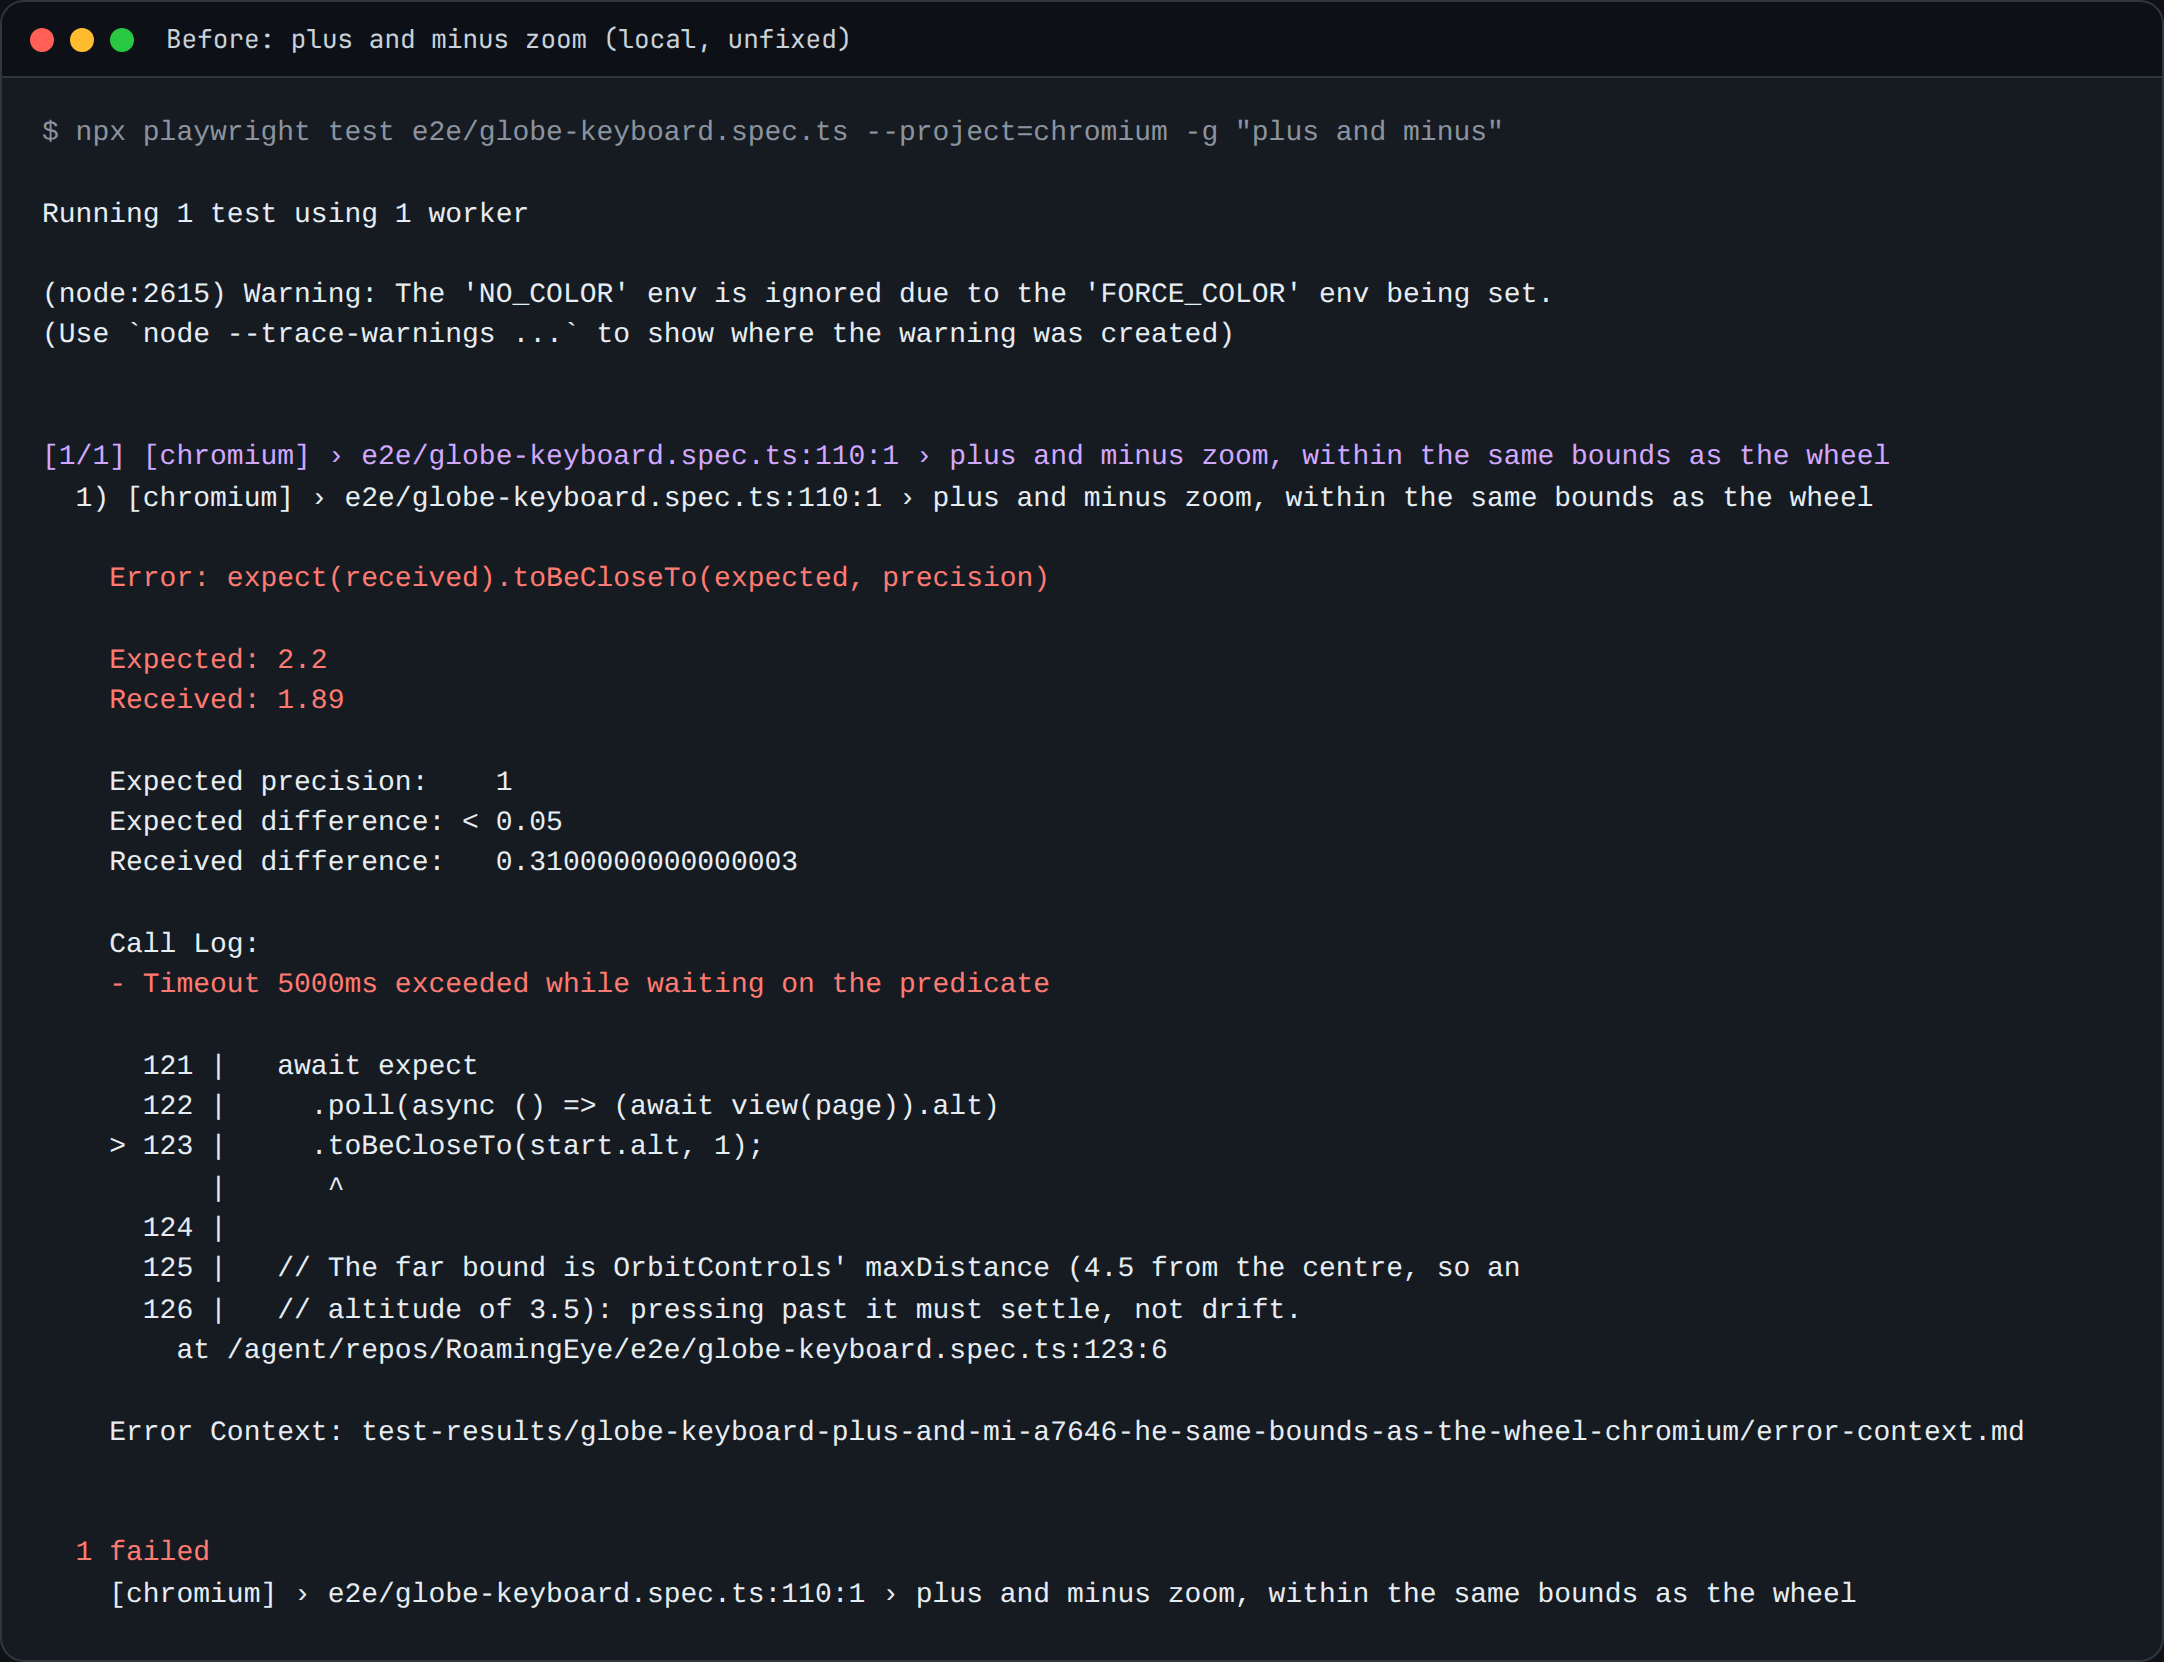 Before: plus and minus zoom (local, unfixed)
$ npx playwright test e2e/globe-keyboard.spec.ts --project=chromium -g "plus and minus"
Running 1 test using 1 worker
(node:2615) Warning: The 'NO_COLOR' env is ignored due to the 'FORCE_COLOR' env being set.
(Use `node --trace-warnings ...` to show where the warning was created)
[1/1] [chromium] › e2e/globe-keyboard.spec.ts:110:1 › plus and minus zoom, within the same bounds as the wheel
  1) [chromium] › e2e/globe-keyboard.spec.ts:110:1 › plus and minus zoom, within the same bounds as the wheel
    Error: expect(received).toBeCloseTo(expected, precision)
    Expected: 2.2
    Received: 1.89
    Expected precision:    1
    Expected difference: < 0.05
    Received difference:   0.3100000000000003
    Call Log:
    - Timeout 5000ms exceeded while waiting on the predicate
      121 |   await expect
      122 |     .poll(async () => (await view(page)).alt)
    > 123 |     .toBeCloseTo(start.alt, 1);
          |      ^
      124 |
      125 |   // The far bound is OrbitControls' maxDistance (4.5 from the centre, so an
      126 |   // altitude of 3.5): pressing past it must settle, not drift.
        at /agent/repos/RoamingEye/e2e/globe-keyboard.spec.ts:123:6
    Error Context: test-results/globe-keyboard-plus-and-mi-a7646-he-same-bounds-as-the-wheel-chromium/error-context.md
  1 failed
    [chromium] › e2e/globe-keyboard.spec.ts:110:1 › plus and minus zoom, within the same bounds as the wheel